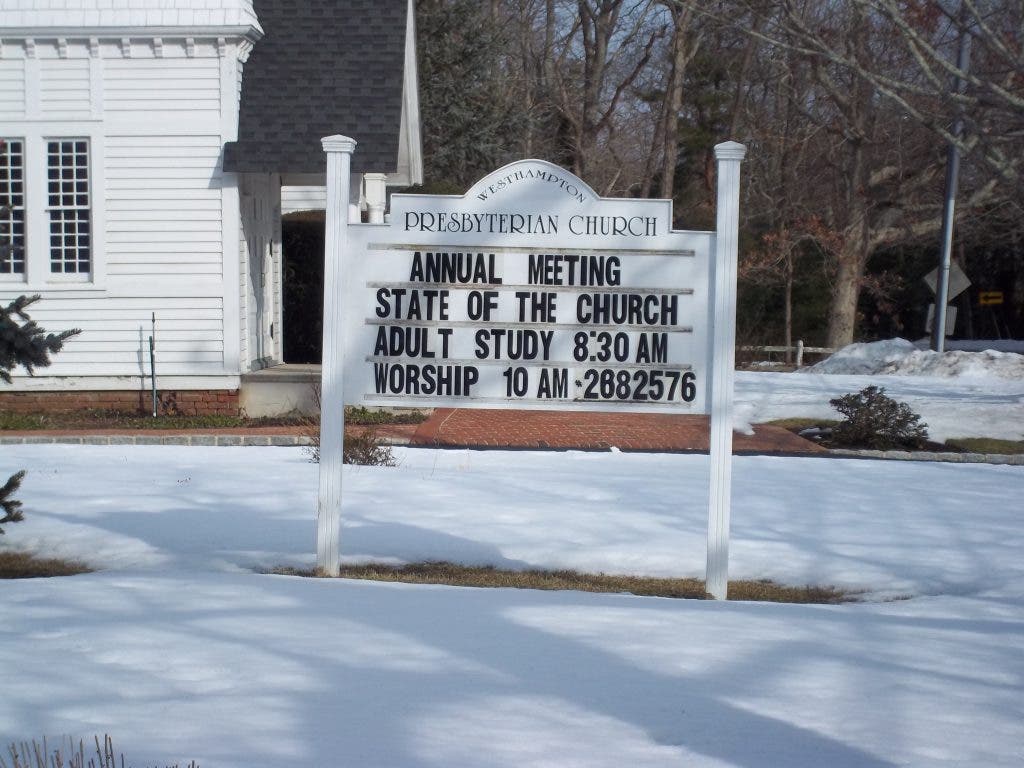 WESTHAMPTON
PRESBYTERIAN CHURCH
ANNUAL MEETING
STATE OF THE CHURCH
ADULT STUDY 8:30 AM
WORSHIP 10 AM • 2682576